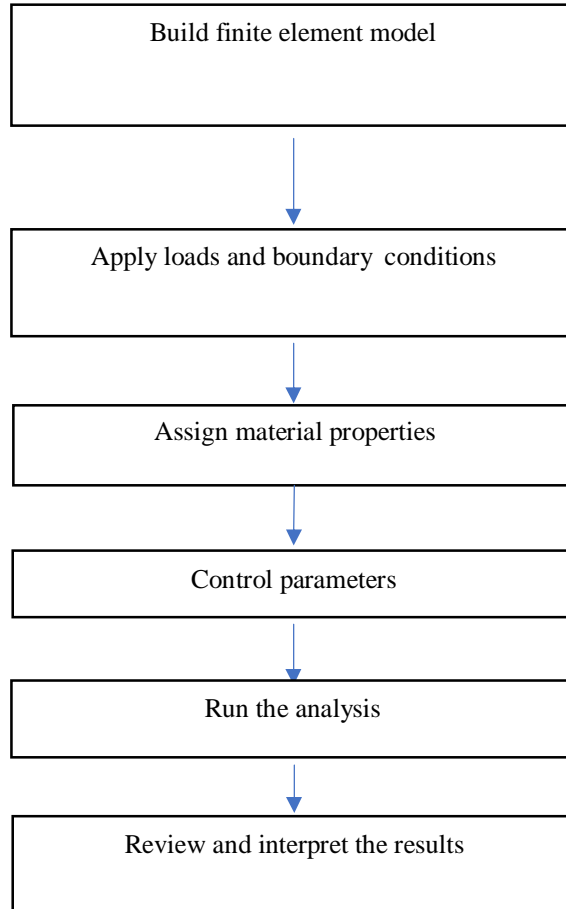 Build finite element model
Apply loads and boundary conditions
Assign material properties
Control parameters
Run the analysis
Review and interpret the results